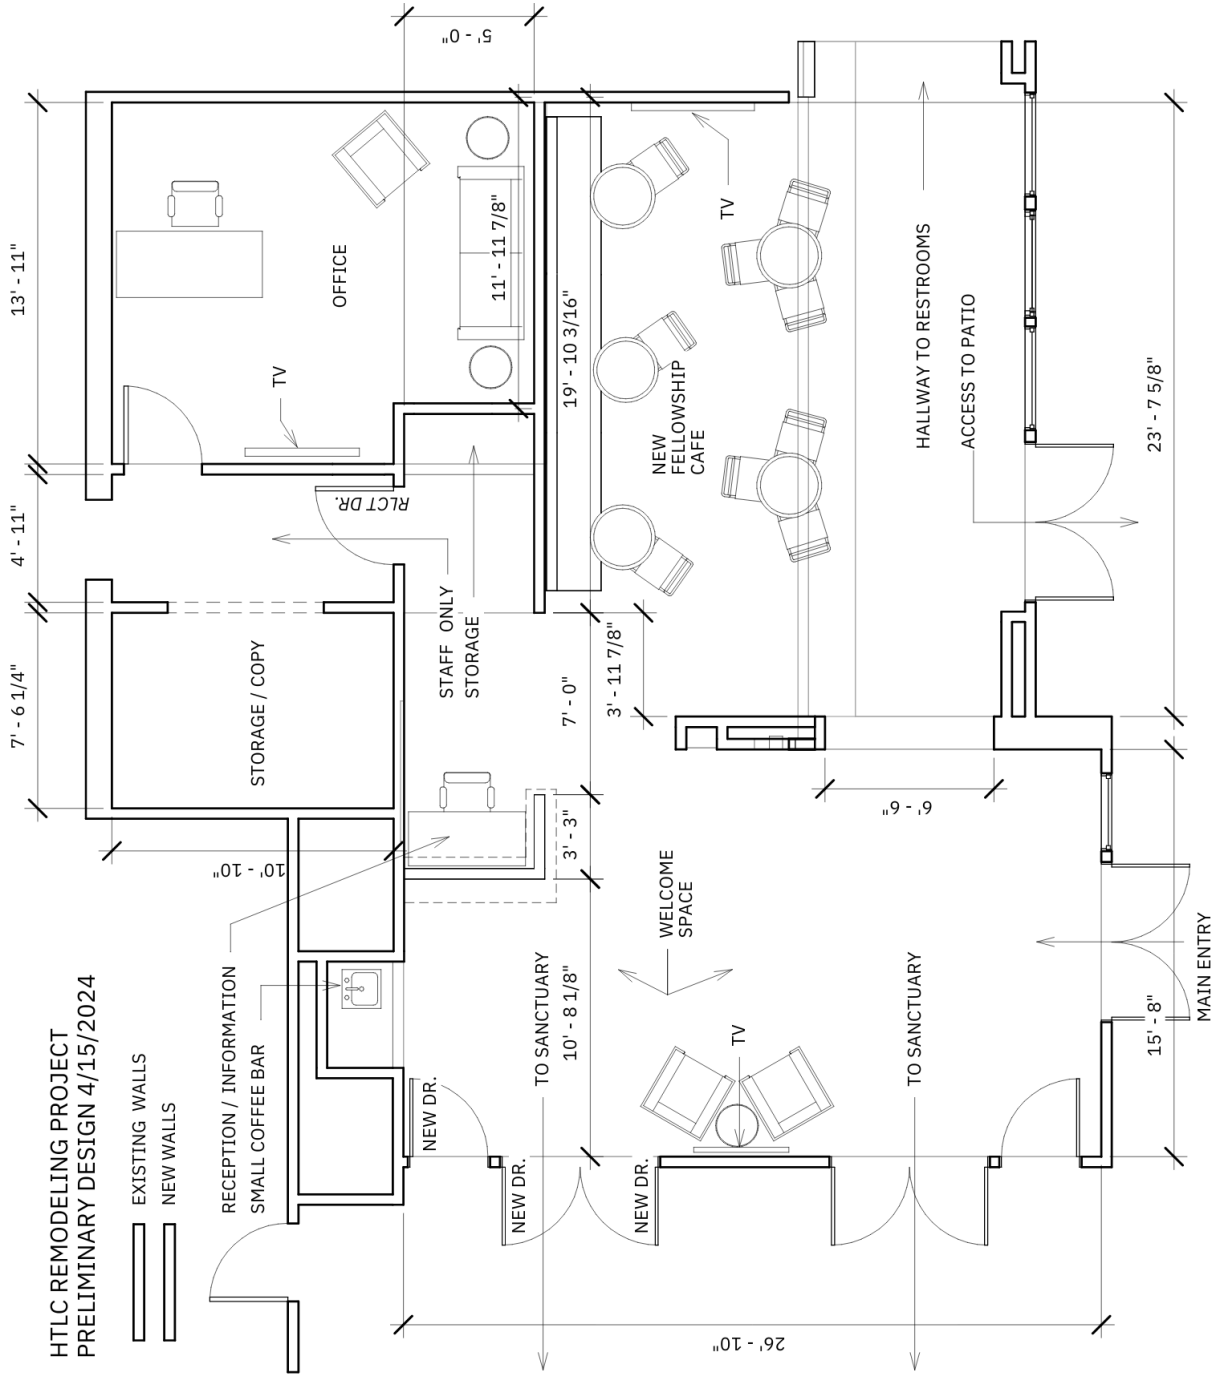 HTLC REMODELING PROJECT
PRELIMINARY DESIGN 4/15/2024
EXISTING WALLS
NEW WALLS
RECEPTION / INFORMATION
SMALL COFFEE BAR
7' - 6 1/4"
4' - 11"
13' - 11"
5' - 0"
10' - 10"
STORAGE / COPY
TV
OFFICE
RLCT DR.
11' - 11 7/8"
STAFF ONLY
STORAGE
NEW DR.
NEW DR.
NEW DR.
TO SANCTUARY
10' - 8 1/8"
3' - 3"
7' - 0"
3' - 11 7/8"
19' - 10 3/16"
WELCOME
SPACE
NEW
FELLOWSHIP
CAFE
TV
TV
26' - 10"
TO SANCTUARY
6' - 6"
HALLWAY TO RESTROOMS
ACCESS TO PATIO
15' - 8"
23' - 7 5/8"
MAIN ENTRY